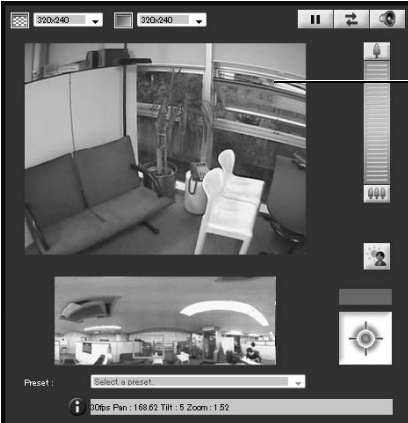 320x240 320x240
Preset :
Select a preset.
30fps Pan : 168.62 Tilt : 5 Zoom : 1.52